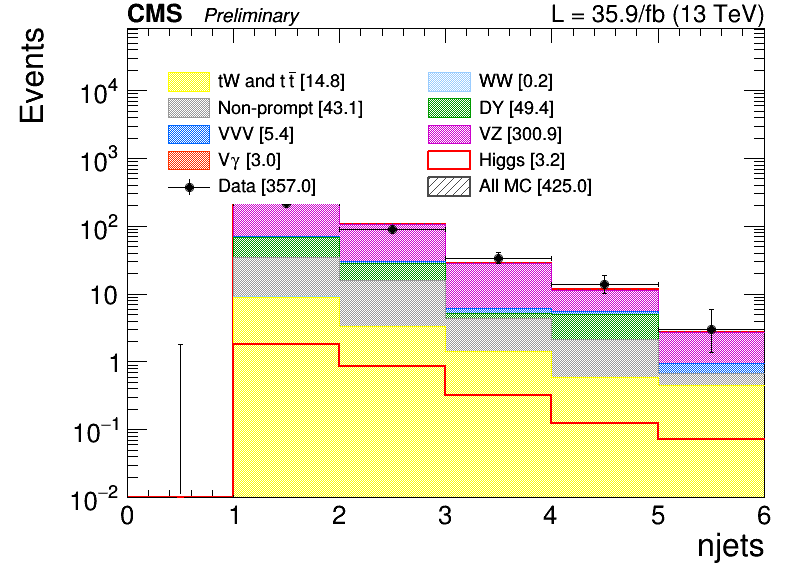 CMS Preliminary L = 35.9/fb (13 TeV)
Events
tW and tt̅ [14.8] WW [0.2]
Non-prompt [43.1] DY [49.4]
VVV [5.4] VZ [300.9]
Vγ [3.0] Higgs [3.2]
Data [357.0] All MC [425.0]
10⁴
10³
10²
10
1
10⁻¹
10⁻²
0 1 2 3 4 5 6
njets